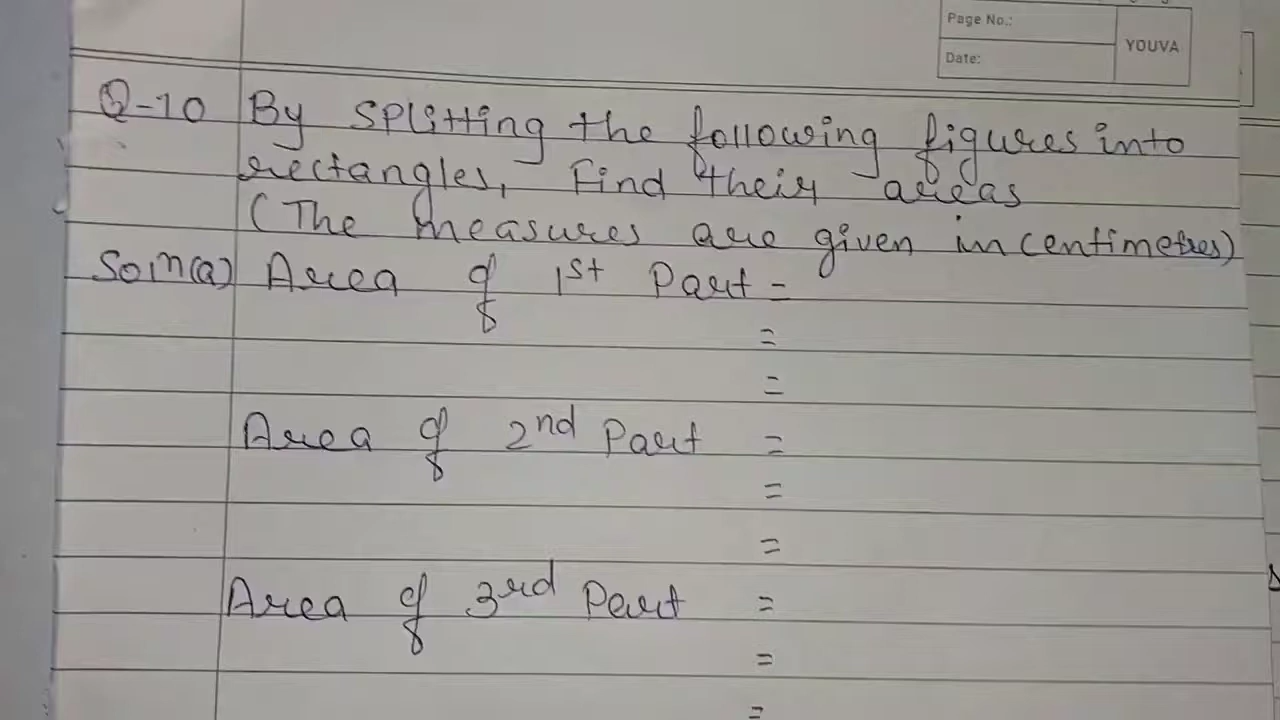 Page No.:
YOUVA
Date:
Q-10 By splitting the following figures into
rectangles, Find their areas
(The measures are given in centimetres)
Soln(a) Area of 1st Part =
=
=
Area of 2nd Part =
=
=
Area of 3rd Part =
=
=